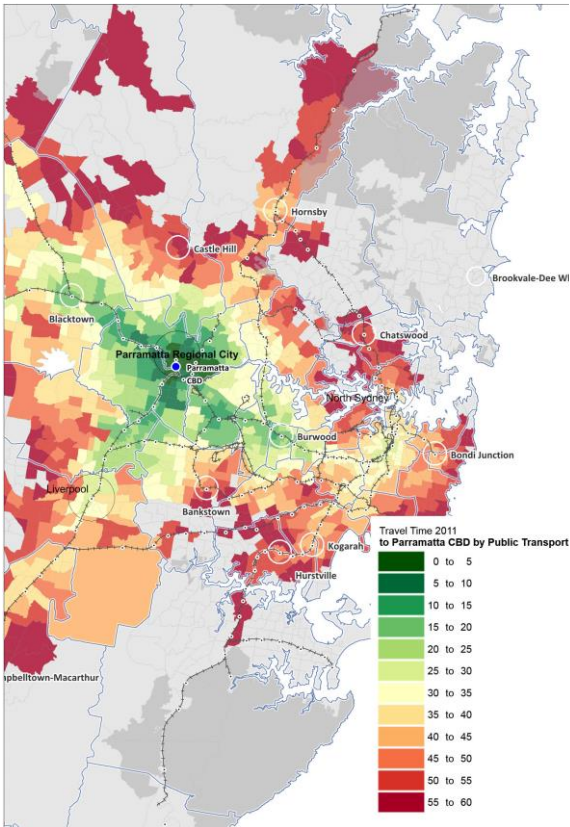 Hornsby
Castle Hill
Brookvale-Dee Wh
Blacktown
Chatswood
Parramatta Regional City
Parramatta
CBD
North Sydney
Burwood
Bondi Junction
Liverpool
Bankstown
Kogarah
Hurstville
mpbelltown-Macarthur
Travel Time 2011
to Parramatta CBD by Public Transport
0 to 5
5 to 10
10 to 15
15 to 20
20 to 25
25 to 30
30 to 35
35 to 40
40 to 45
45 to 50
50 to 55
55 to 60